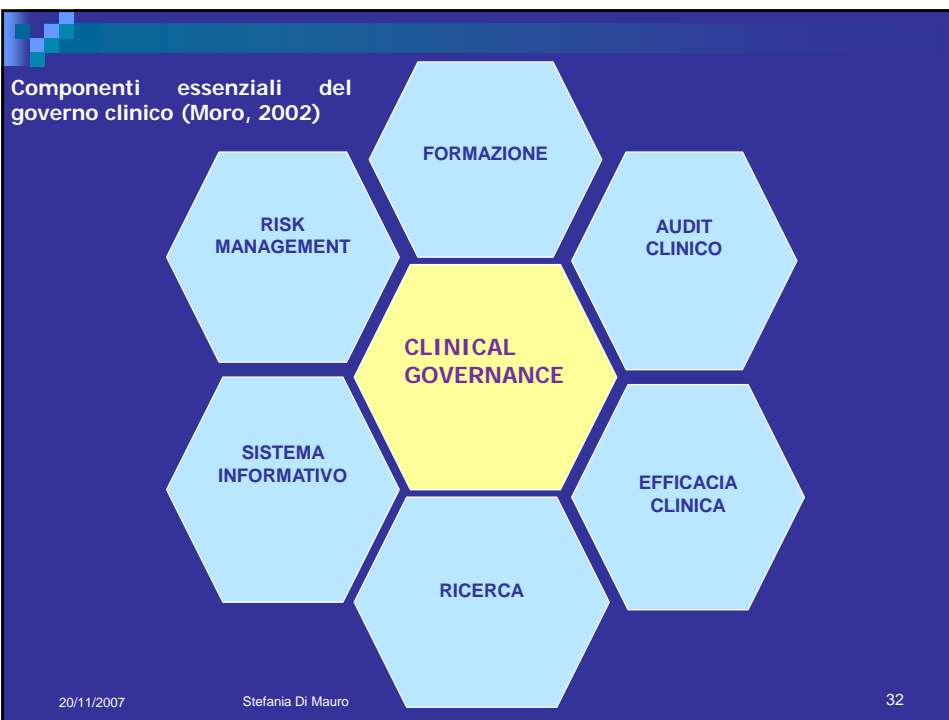 Componenti essenziali del
governo clinico (Moro, 2002)
FORMAZIONE
RISK
MANAGEMENT
AUDIT
CLINICO
CLINICAL
GOVERNANCE
SISTEMA
INFORMATIVO
EFFICACIA
CLINICA
RICERCA
20/11/2007 Stefania Di Mauro 32